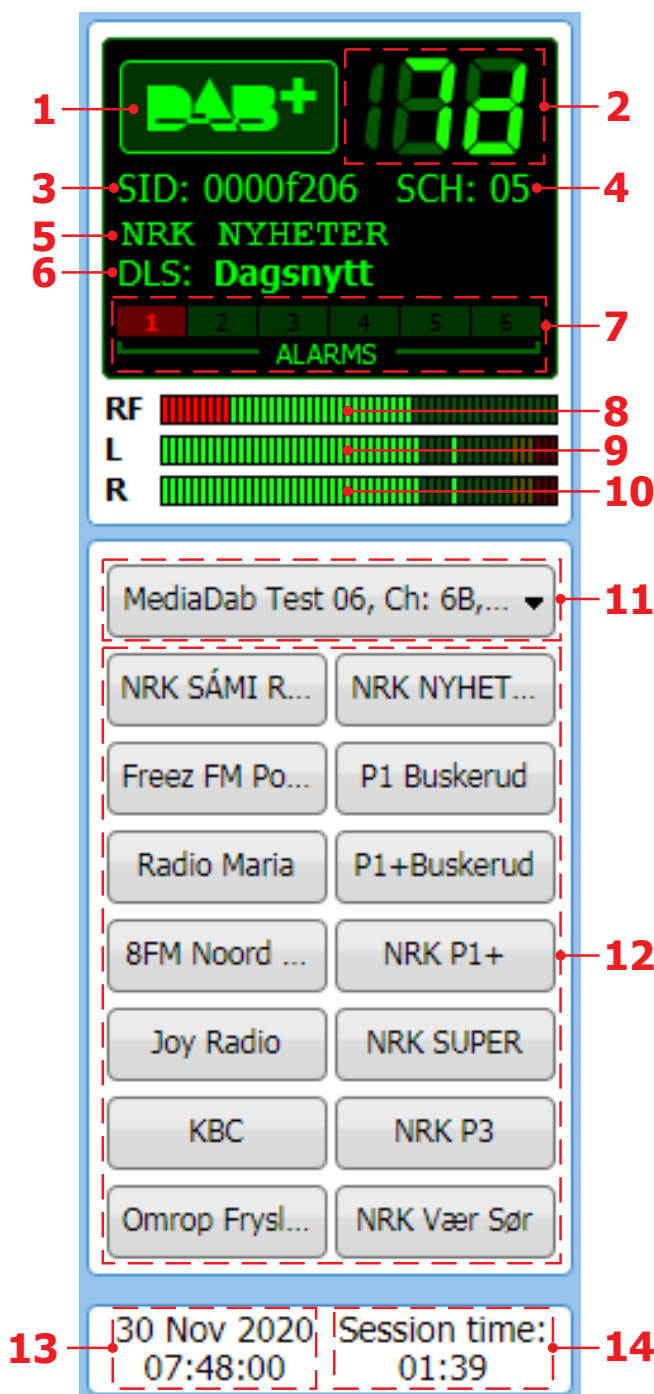 1 DAB+ 7d 2
3 SID: 0000f206 SCH: 05 4
5 NRK NYHETER
6 DLS: Dagsnytt
1 2 3 4 5 6 7
ALARMS
RF 8
L 9
R 10
MediaDab Test 06, Ch: 6B,... 11
NRK SÁMI R... NRK NYHET...
Freez FM Po... P1 Buskerud
Radio Maria P1+Buskerud
8FM Noord ... NRK P1+ 12
Joy Radio NRK SUPER
KBC NRK P3
Omrop Frysl... NRK Vær Sør
30 Nov 2020 Session time:
13 07:48:00 01:39 14